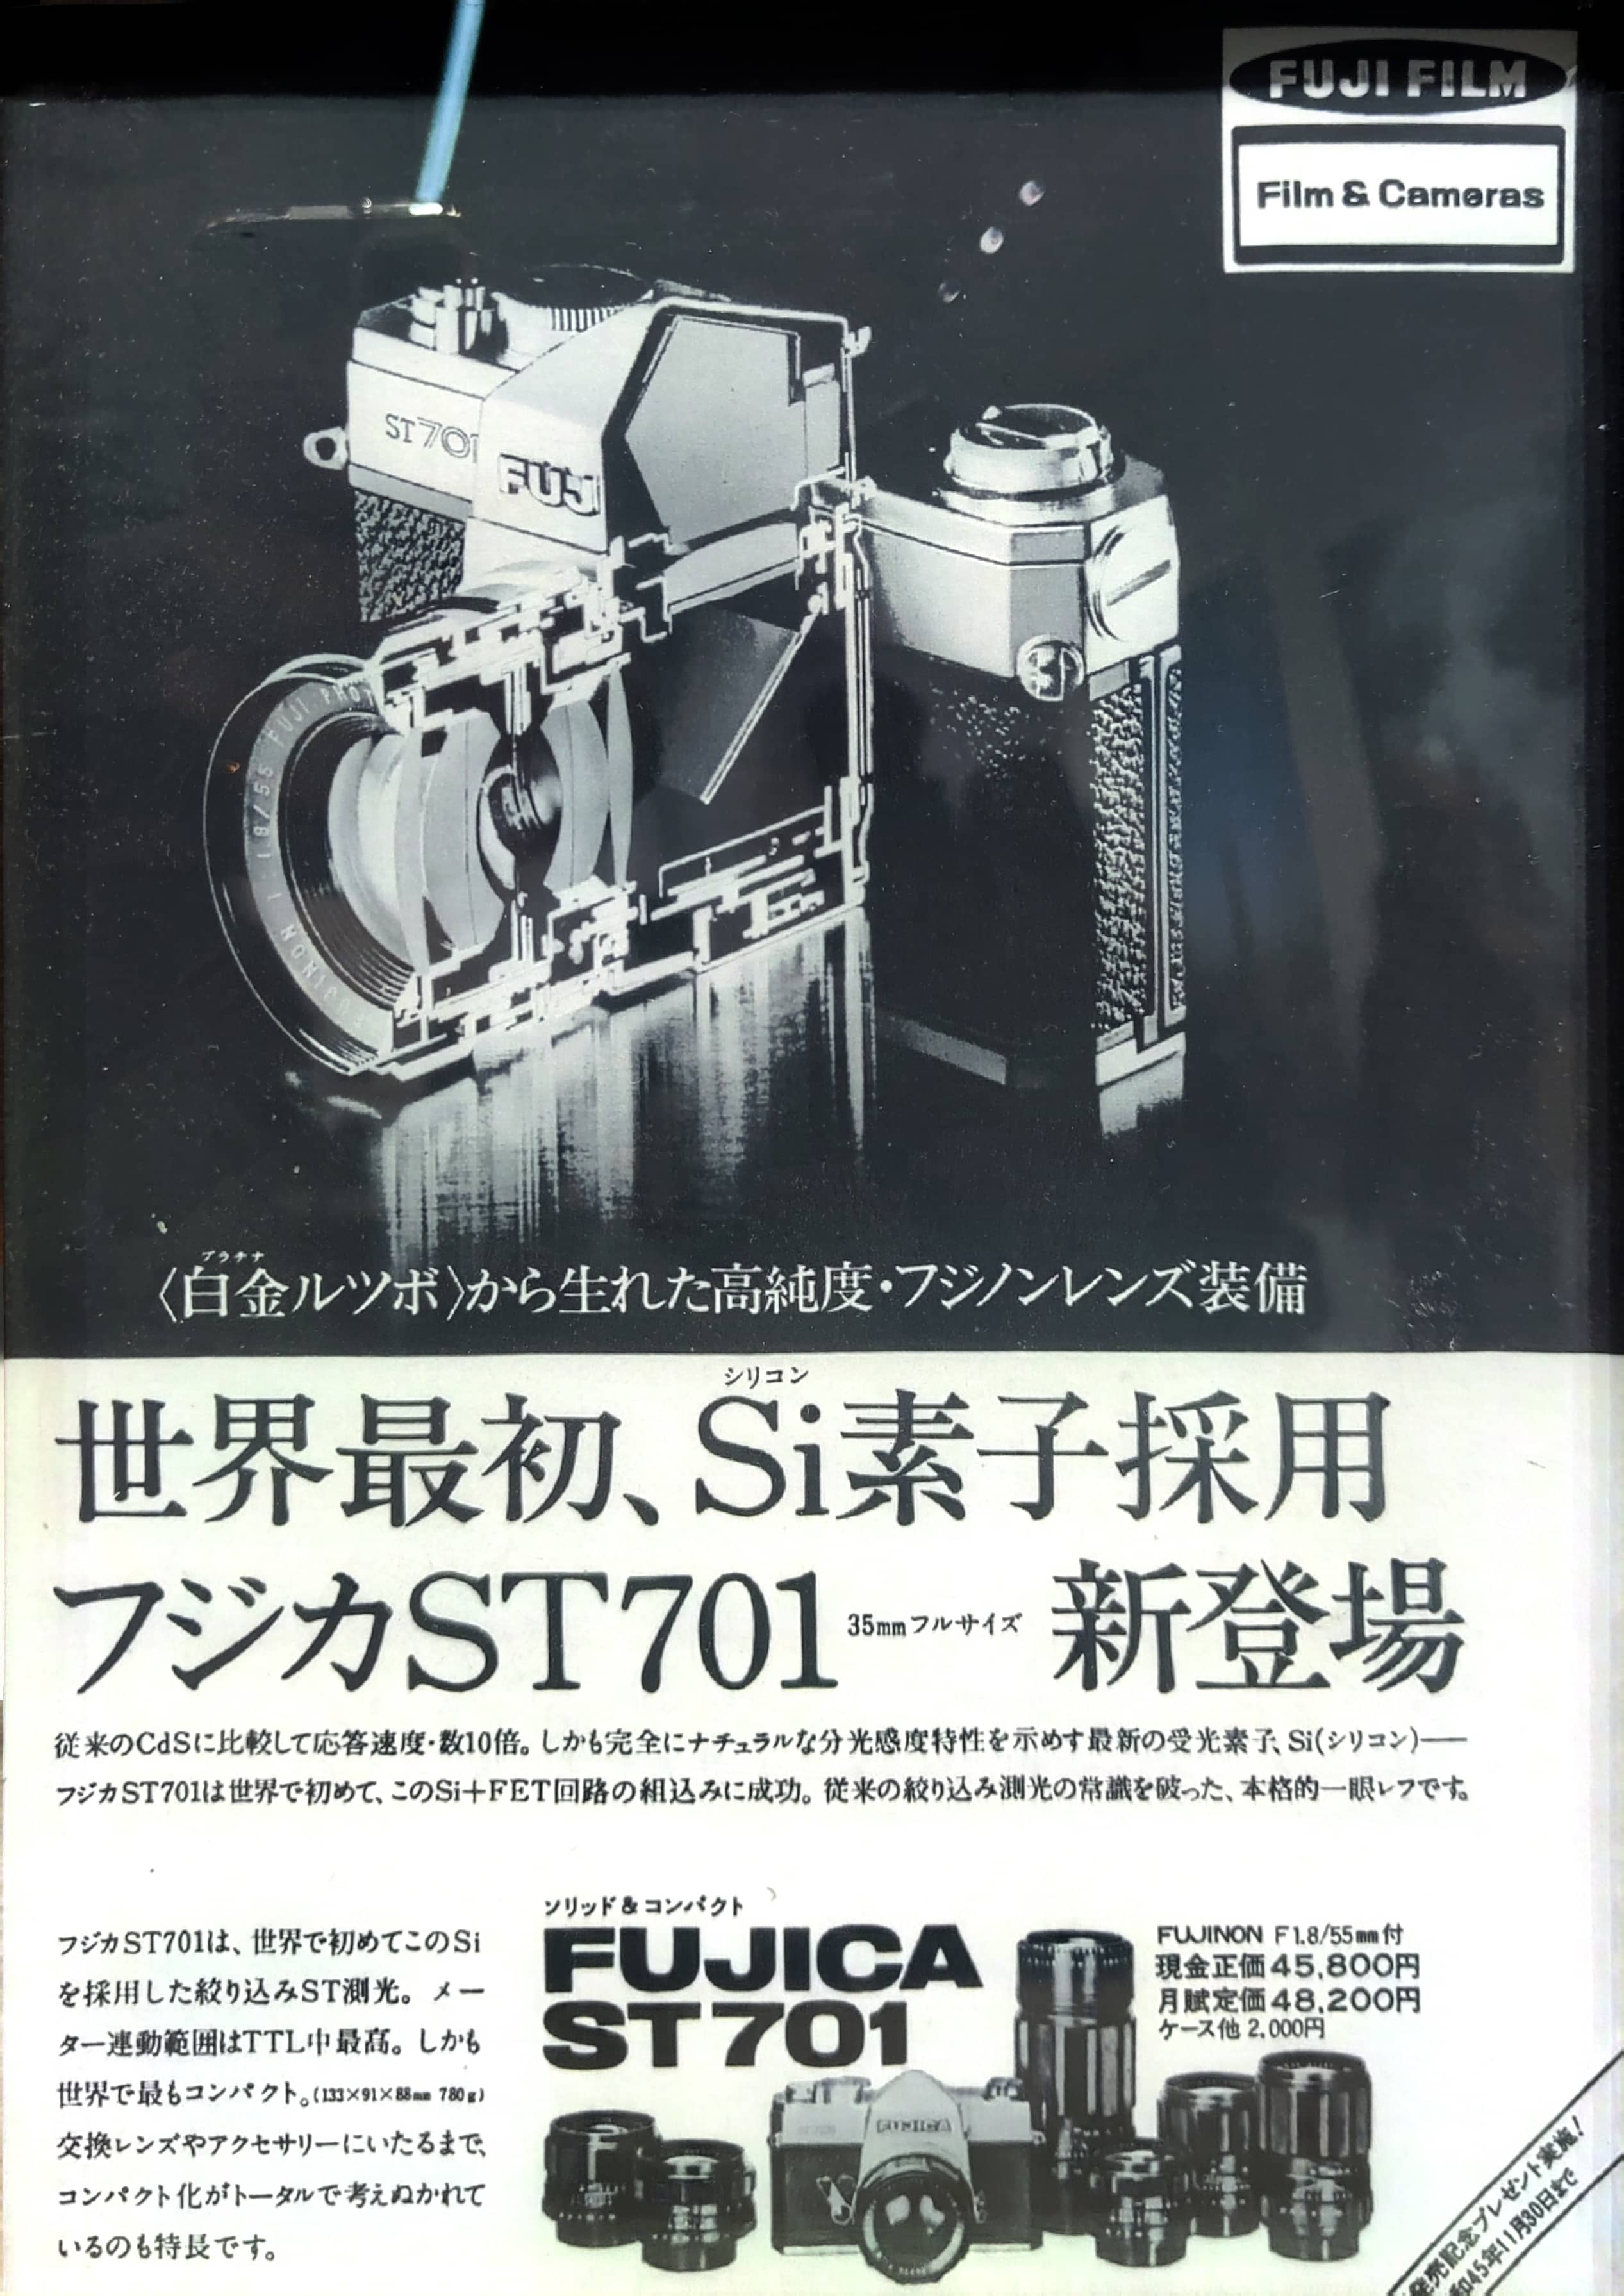 FUJI FILM
Film & Cameras
ST701
FUJ
1:1.8/55 FUJI PHOT
プラチナ
〈白金ルツボ〉から生れた高純度・フジノンレンズ装備
シリコン
世界最初、Si素子採用
フジカST701 35mmフルサイズ 新登場
従来のCdSに比較して応答速度・数10倍。しかも完全にナチュラルな分光感度特性を示めす最新の受光素子、Si(シリコン)――
フジカST701は世界で初めて、このSi+FET回路の組込みに成功。従来の絞り込み測光の常識を破った、本格的一眼レフです。
フジカST701は、世界で初めてこのSi
を採用した絞り込みST測光。メー
ター連動範囲はTTL中最高。しかも
世界で最もコンパクト。(133×91×88mm 780g)
交換レンズやアクセサリーにいたるまで、
コンパクト化がトータルで考えぬかれて
いるのも特長です。
ソリッド&コンパクト
FUJICA
ST701
FUJINON F1.8/55mm付
現金正価45,800円
月賦定価48,200円
ケース他 2,000円
FUJICA
発売記念プレゼント実施!
和45年11月30日まで